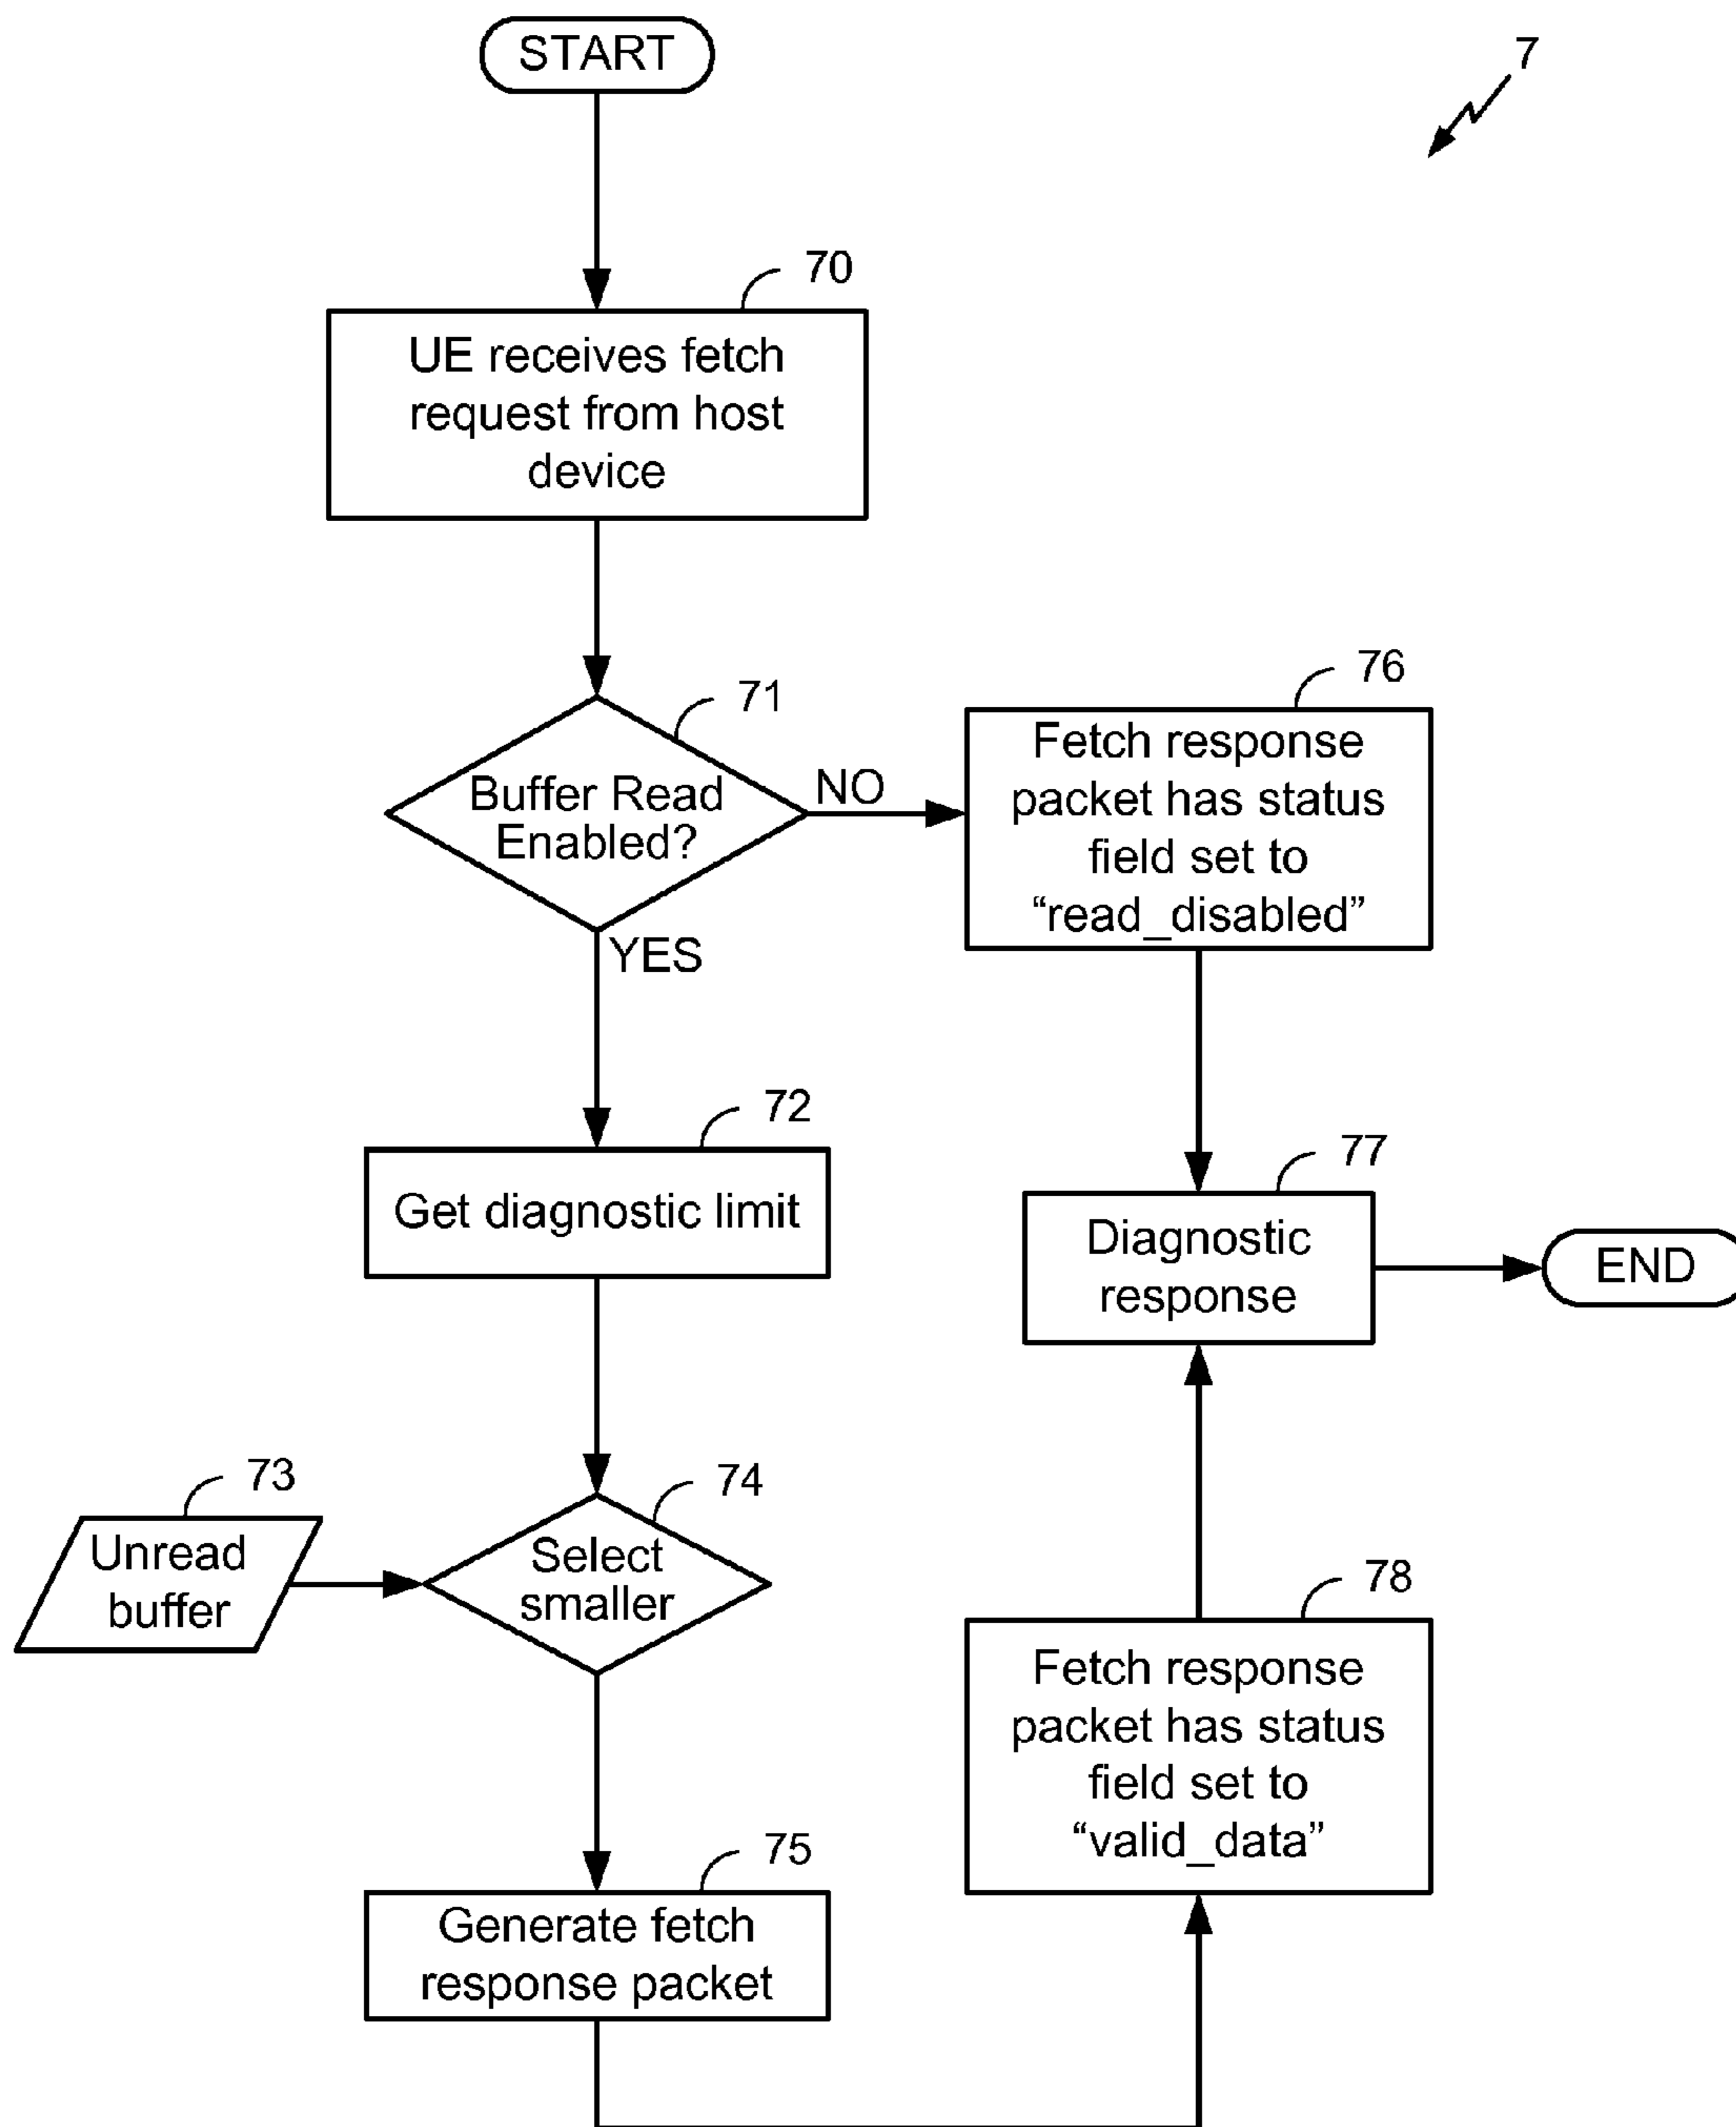 START
7
70
UE receives fetch
request from host
device
71
Buffer Read
Enabled?
NO
YES
76
Fetch response
packet has status
field set to
“read_disabled”
72
Get diagnostic limit
77
Diagnostic
response
END
73
Unread
buffer
74
Select
smaller
78
Fetch response
packet has status
field set to
“valid_data”
75
Generate fetch
response packet